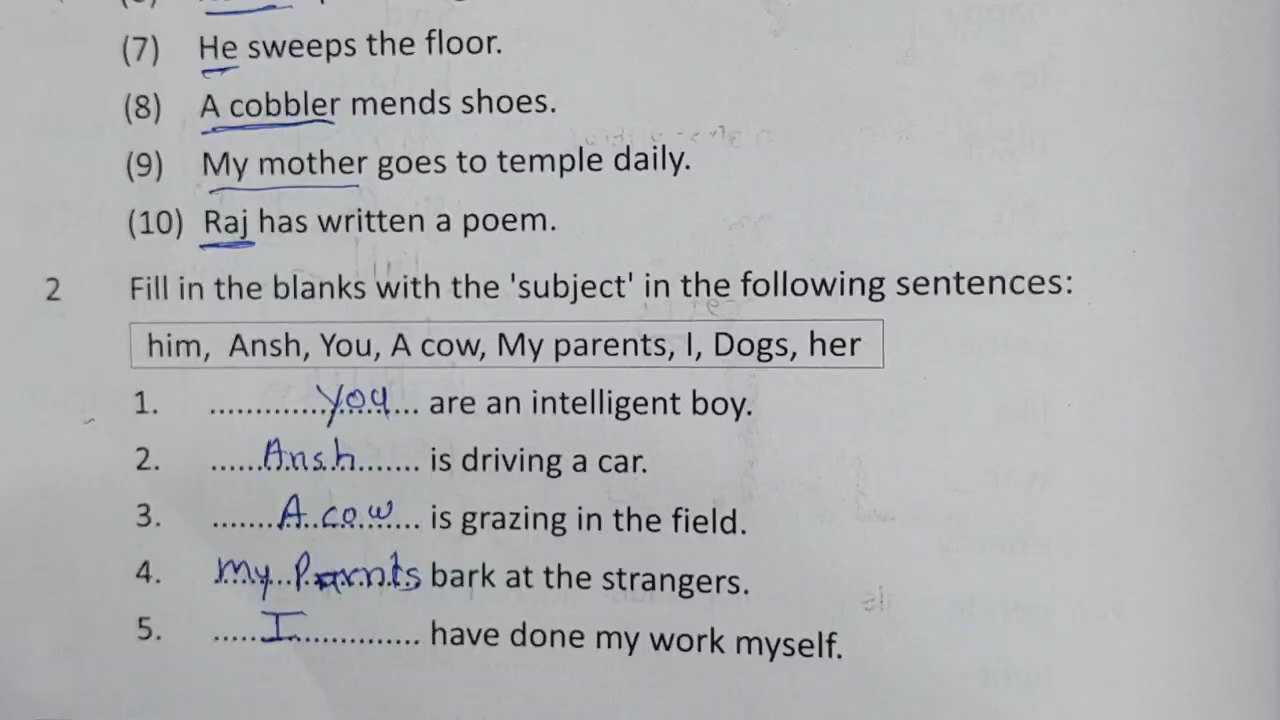 (7) He sweeps the floor.
(8) A cobbler mends shoes.
(9) My mother goes to temple daily.
(10) Raj has written a poem.
2 Fill in the blanks with the 'subject' in the following sentences:
him, Ansh, You, A cow, My parents, I, Dogs, her
1. .............you.... are an intelligent boy.
2. ......Ansh....... is driving a car.
3. .......A cow.... is grazing in the field.
4. my Parnts bark at the strangers.
5. .....I............. have done my work myself.